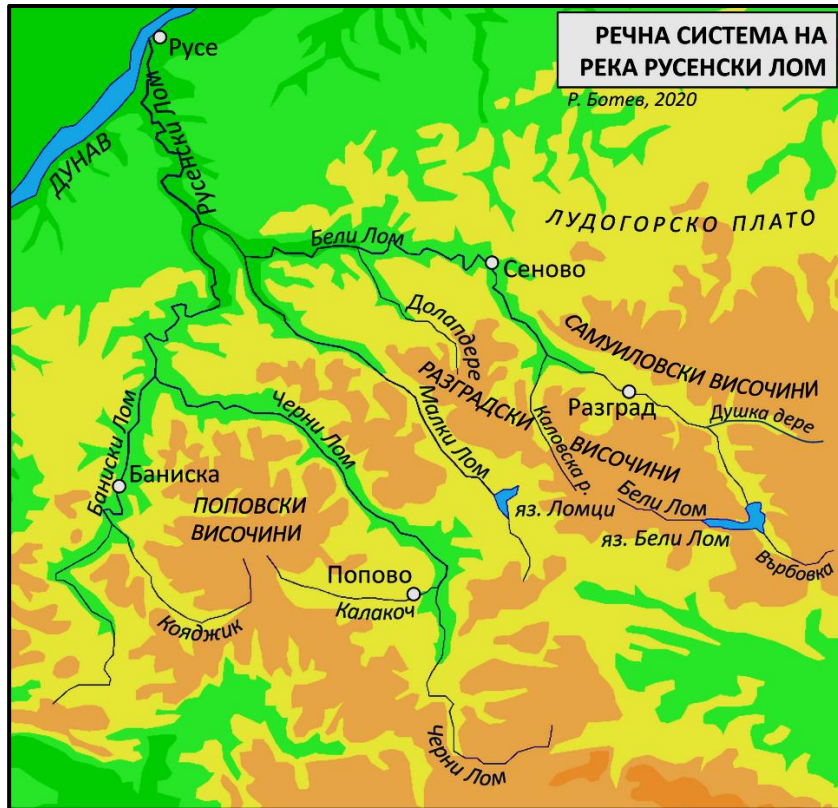 РЕЧНА СИСТЕМА НА
РЕКА РУСЕНСКИ ЛОМ
Р. Ботев, 2020
Русе
ДУНАВ
Русенски Лом
ЛУДОГОРСКО ПЛАТО
Бели Лом
Сеново
Долапдере
САМУИЛОВСКИ ВИСОЧИНИ
РАЗГРАДСКИ
ВИСОЧИНИ
Разград
Душка дере
Черни Лом
Малки Лом
Каловска р.
Баниски Лом
Баниска
ПОПОВСКИ
ВИСОЧИНИ
яз. Ломци
Бели Лом
яз. Бели Лом
Върбовка
Попово
Калакоч
Кояджик
Черни Лом